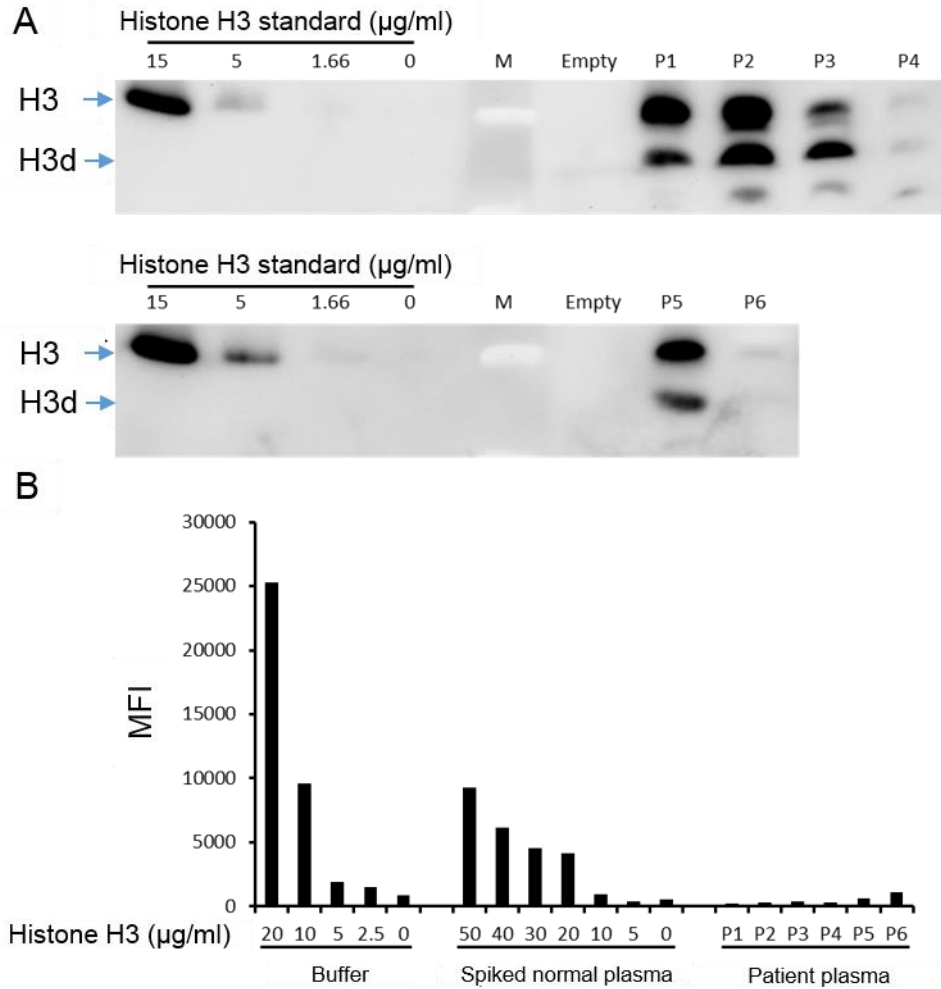 A
Histone H3 standard (µg/ml)
15 5 1.66 0 M Empty P1 P2 P3 P4
H3
H3d
Histone H3 standard (µg/ml)
15 5 1.66 0 M Empty P5 P6
H3
H3d
B
30000
25000
20000
15000
10000
5000
0
MFI
Histone H3 (µg/ml) 20 10 5 2.5 0 50 40 30 20 10 5 0 P1 P2 P3 P4 P5 P6
Buffer Spiked normal plasma Patient plasma